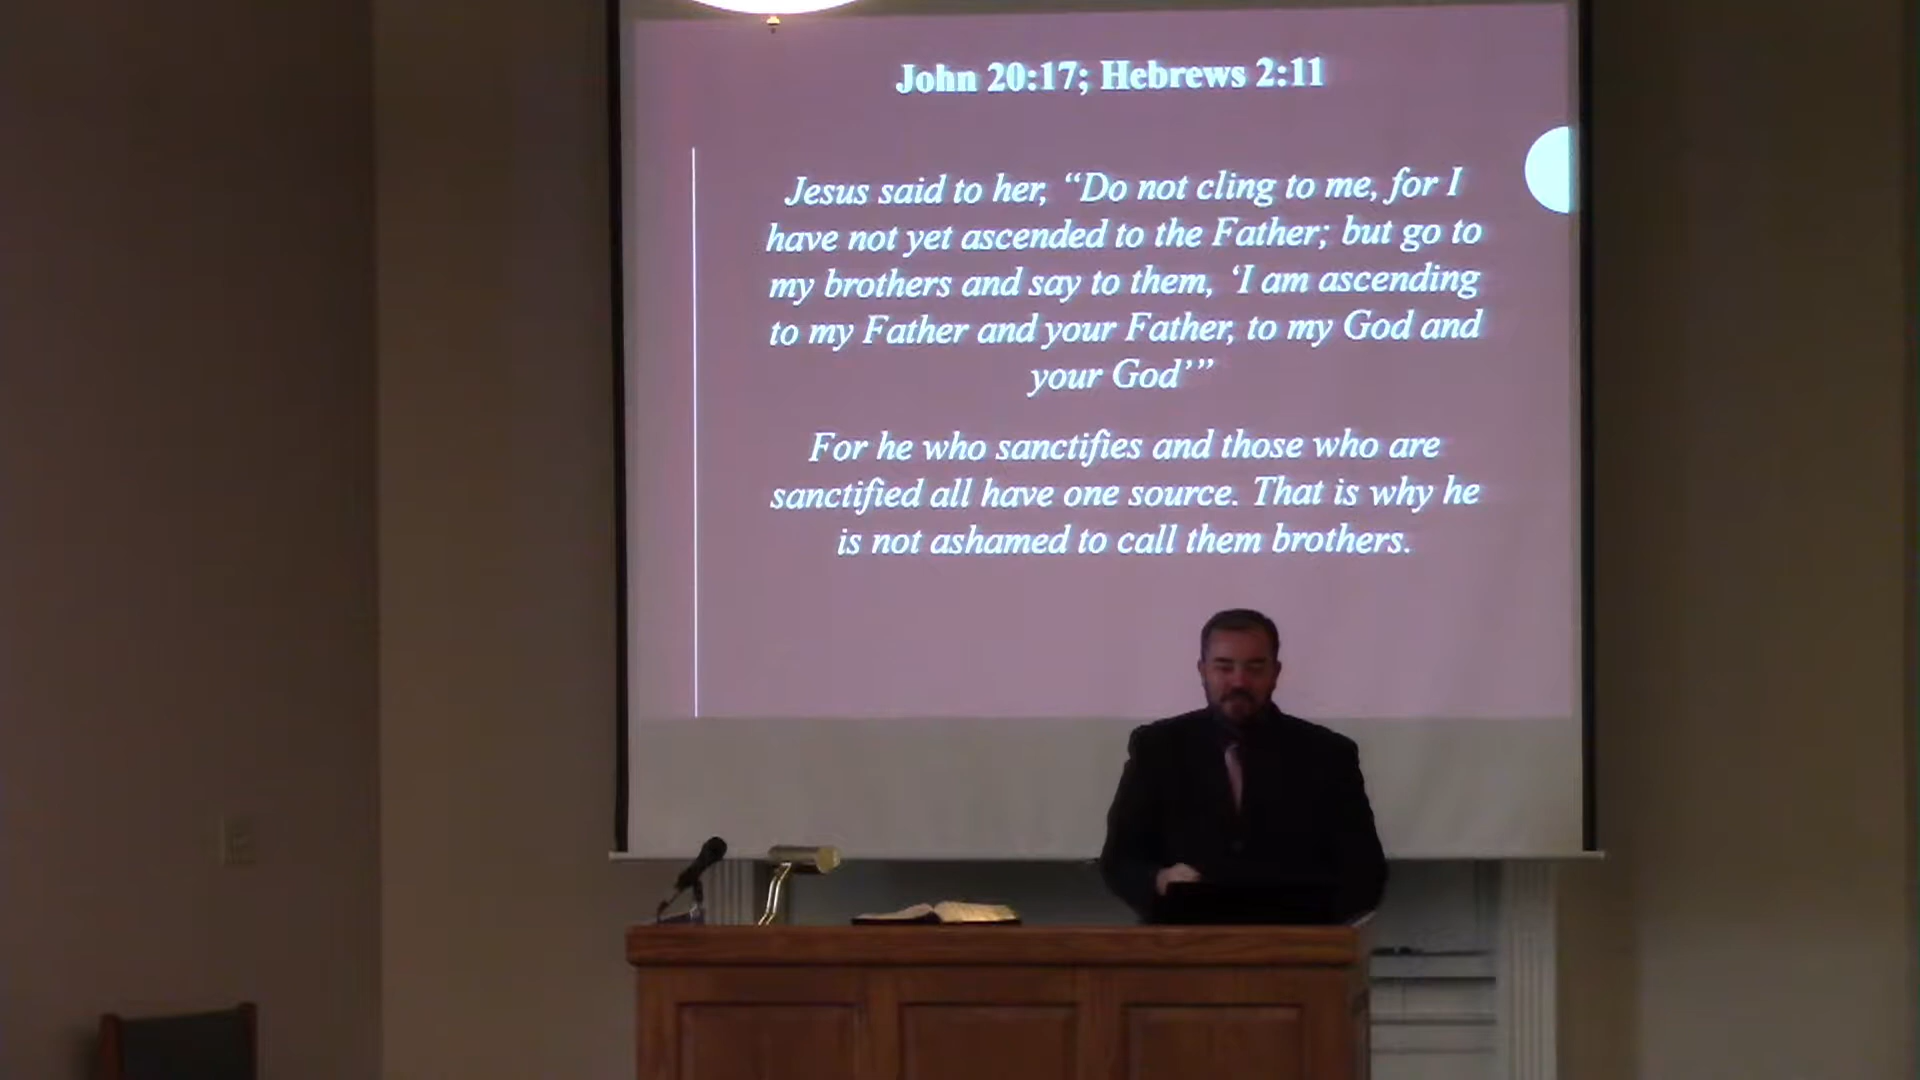 John 20:17; Hebrews 2:11
Jesus said to her, “Do not cling to me, for I
have not yet ascended to the Father; but go to
my brothers and say to them, ‘I am ascending
to my Father and your Father, to my God and
your God’”
For he who sanctifies and those who are
sanctified all have one source. That is why he
is not ashamed to call them brothers.